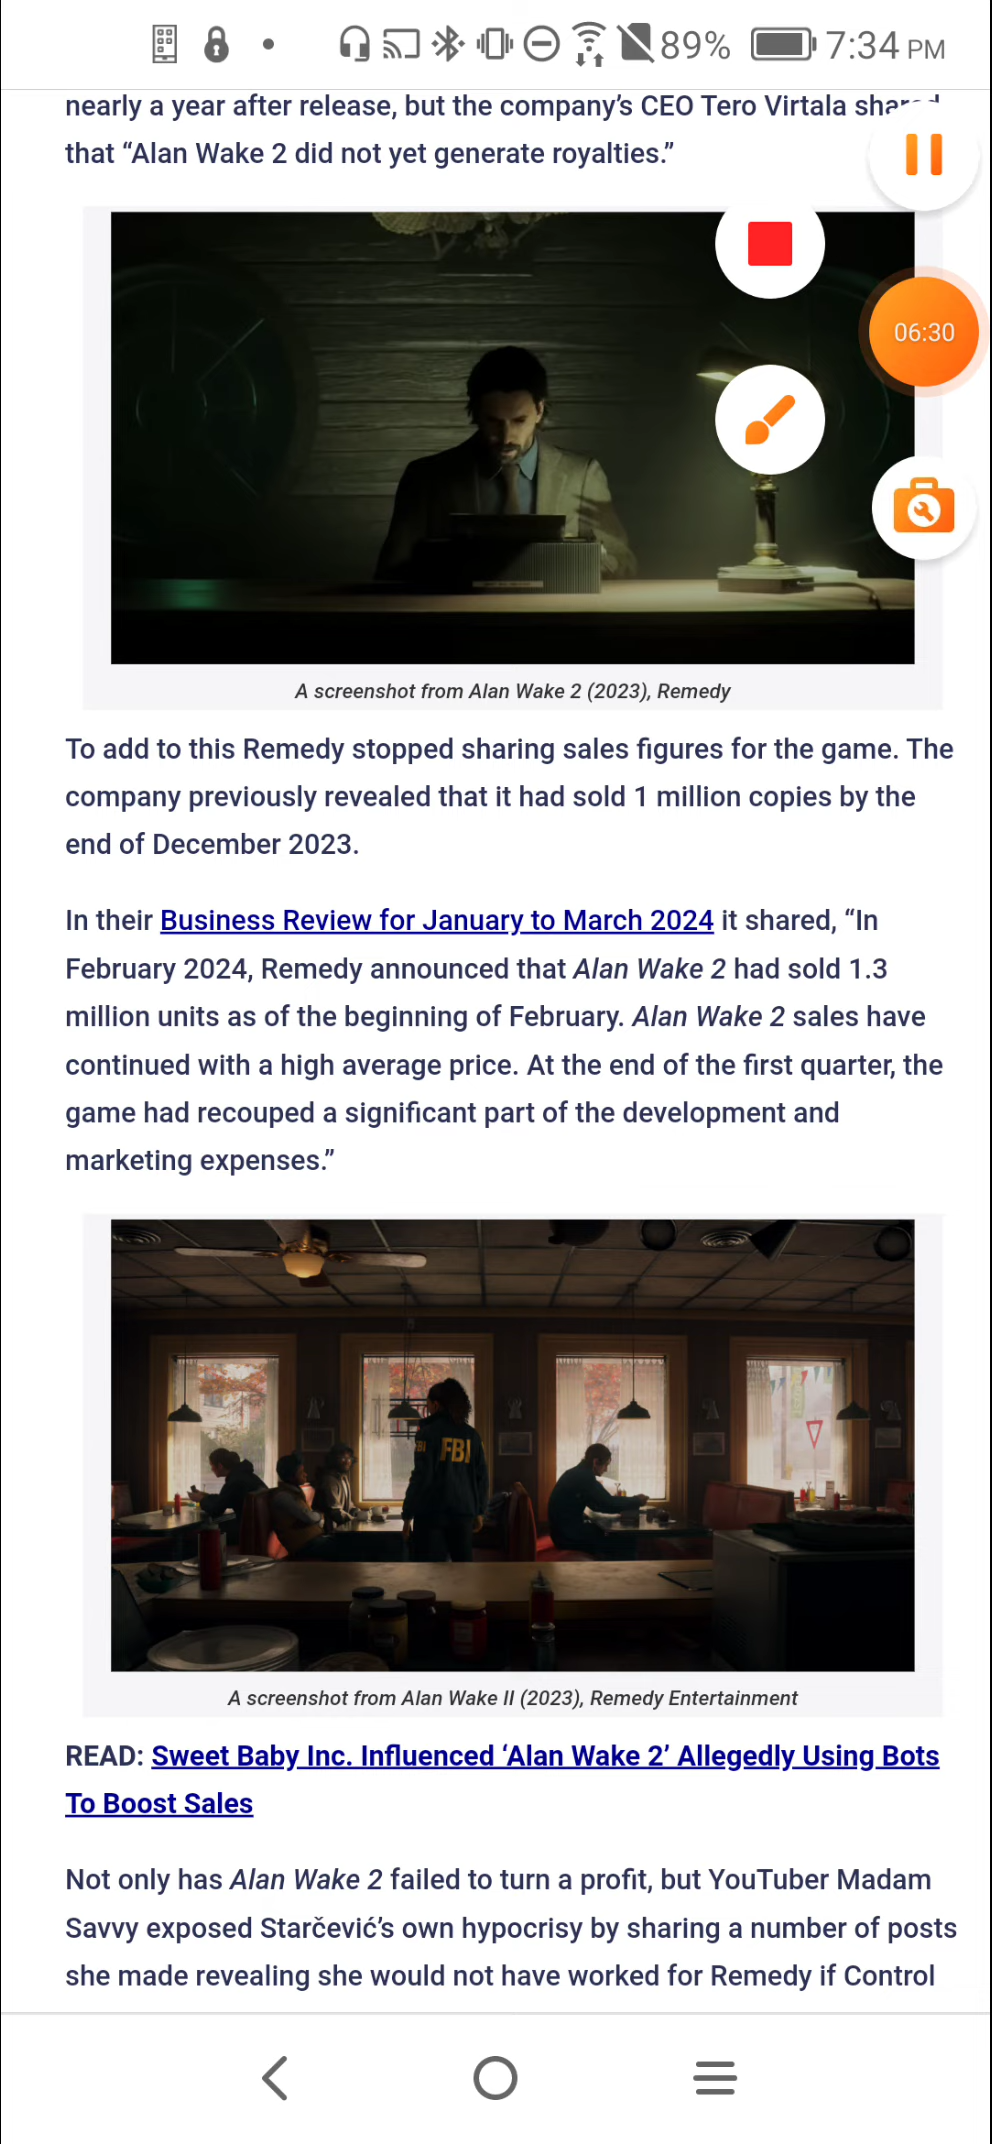 89% 7:34 PM
nearly a year after release, but the company's CEO Tero Virtala shared
that “Alan Wake 2 did not yet generate royalties.”
06:30
A screenshot from Alan Wake 2 (2023), Remedy
To add to this Remedy stopped sharing sales figures for the game. The
company previously revealed that it had sold 1 million copies by the
end of December 2023.
In their Business Review for January to March 2024 it shared, “In
February 2024, Remedy announced that Alan Wake 2 had sold 1.3
million units as of the beginning of February. Alan Wake 2 sales have
continued with a high average price. At the end of the first quarter, the
game had recouped a significant part of the development and
marketing expenses.”
FBI
A screenshot from Alan Wake II (2023), Remedy Entertainment
READ: Sweet Baby Inc. Influenced ‘Alan Wake 2’ Allegedly Using Bots
To Boost Sales
Not only has Alan Wake 2 failed to turn a profit, but YouTuber Madam
Savvy exposed Starčević’s own hypocrisy by sharing a number of posts
she made revealing she would not have worked for Remedy if Control